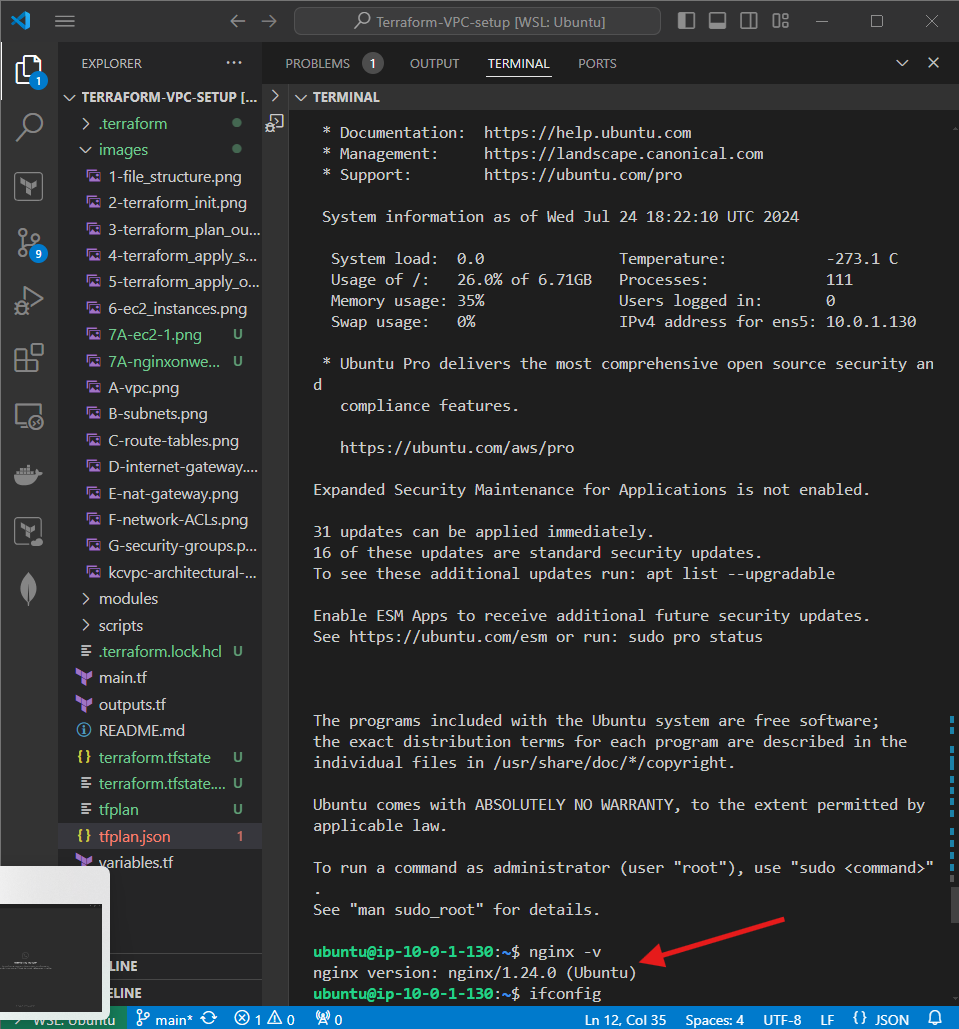 Terraform-VPC-setup [WSL: Ubuntu]
EXPLORER
PROBLEMS 1 OUTPUT TERMINAL PORTS
1
TERRAFORM-VPC-SETUP [...
.terraform
images
1-file_structure.png
2-terraform_init.png
3-terraform_plan_ou...
4-terraform_apply_s...
5-terraform_apply_o...
6-ec2_instances.png
7A-ec2-1.png U
7A-nginxonwe... U
A-vpc.png
B-subnets.png
C-route-tables.png
D-internet-gateway....
E-nat-gateway.png
F-network-ACLs.png
G-security-groups.p...
kcvpc-architectural-...
modules
scripts
.terraform.lock.hcl U
main.tf
outputs.tf
README.md
terraform.tfstate U
terraform.tfstate.... U
tfplan U
tfplan.json 1
variables.tf
LINE
ELINE
9
TERMINAL
* Documentation:  https://help.ubuntu.com
* Management:     https://landscape.canonical.com
* Support:        https://ubuntu.com/pro
System information as of Wed Jul 24 18:22:10 UTC 2024
System load:  0.0               Temperature:           -273.1 C
Usage of /:   26.0% of 6.71GB   Processes:             111
Memory usage: 35%               Users logged in:       0
Swap usage:   0%                IPv4 address for ens5: 10.0.1.130
* Ubuntu Pro delivers the most comprehensive open source security an
d
compliance features.
https://ubuntu.com/aws/pro
Expanded Security Maintenance for Applications is not enabled.
31 updates can be applied immediately.
16 of these updates are standard security updates.
To see these additional updates run: apt list --upgradable
Enable ESM Apps to receive additional future security updates.
See https://ubuntu.com/esm or run: sudo pro status
The programs included with the Ubuntu system are free software;
the exact distribution terms for each program are described in the
individual files in /usr/share/doc/*/copyright.
Ubuntu comes with ABSOLUTELY NO WARRANTY, to the extent permitted by
applicable law.
To run a command as administrator (user "root"), use "sudo <command>"
.
See "man sudo_root" for details.
ubuntu@ip-10-0-1-130:~$ nginx -v
nginx version: nginx/1.24.0 (Ubuntu)
ubuntu@ip-10-0-1-130:~$ ifconfig
WSL: Ubuntu main* 1 0 0 Ln 12, Col 35 Spaces: 4 UTF-8 LF {} JSON